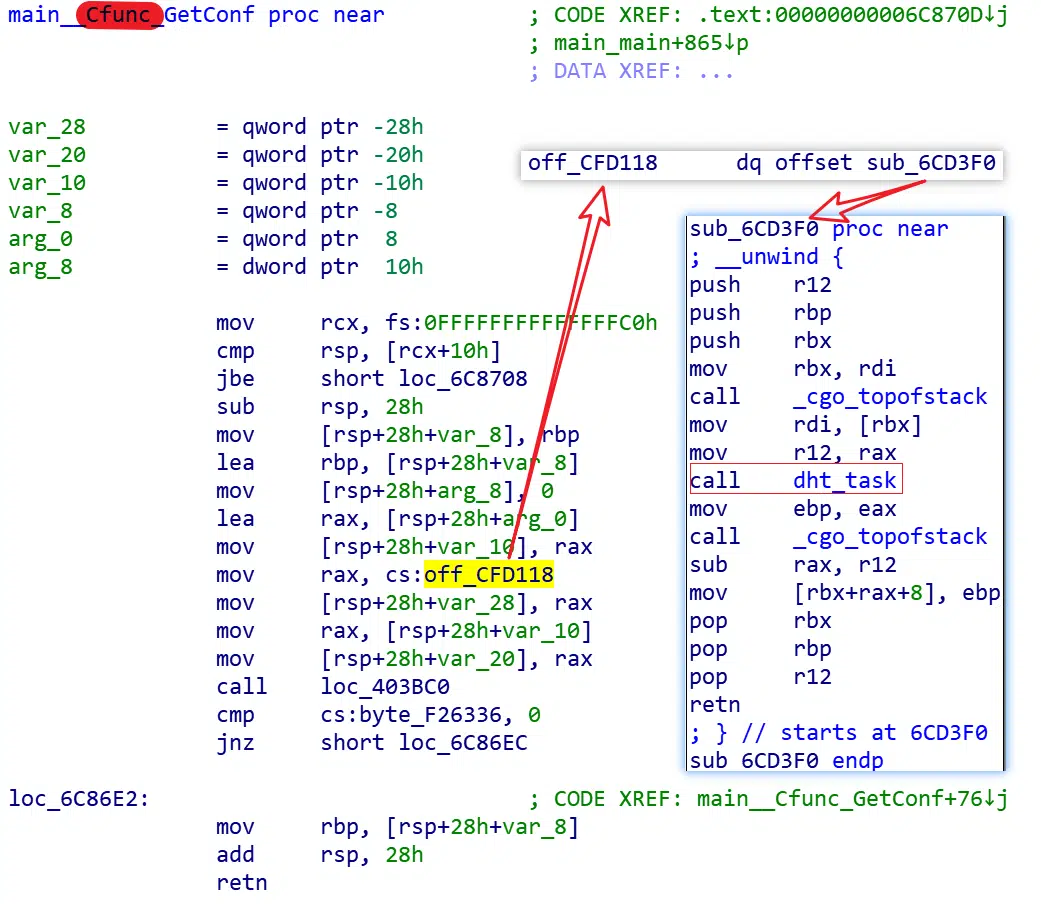 main__Cfunc_GetConf proc near ; CODE XREF: .text:00000000006C870D↓j
; main_main+865↓p
; DATA XREF: ...
var_28 = qword ptr -28h
var_20 = qword ptr -20h
var_10 = qword ptr -10h
var_8 = qword ptr -8
arg_0 = qword ptr 8
arg_8 = dword ptr 10h
mov rcx, fs:0FFFFFFFFFFFFFFC0h
cmp rsp, [rcx+10h]
jbe short loc_6C8708
sub rsp, 28h
mov [rsp+28h+var_8], rbp
lea rbp, [rsp+28h+var_8]
mov [rsp+28h+arg_8], 0
lea rax, [rsp+28h+arg_0]
mov [rsp+28h+var_10], rax
mov rax, cs:off_CFD118
mov [rsp+28h+var_28], rax
mov rax, [rsp+28h+var_10]
mov [rsp+28h+var_20], rax
call loc_403BC0
cmp cs:byte_F26336, 0
jnz short loc_6C86EC
loc_6C86E2: ; CODE XREF: main__Cfunc_GetConf+76↓j
mov rbp, [rsp+28h+var_8]
add rsp, 28h
retn
off_CFD118 dq offset sub_6CD3F0
sub_6CD3F0 proc near
; __unwind {
push r12
push rbp
push rbx
mov rbx, rdi
call _cgo_topofstack
mov rdi, [rbx]
mov r12, rax
call dht_task
mov ebp, eax
call _cgo_topofstack
sub rax, r12
mov [rbx+rax+8], ebp
pop rbx
pop rbp
pop r12
retn
; } // starts at 6CD3F0
sub_6CD3F0 endp